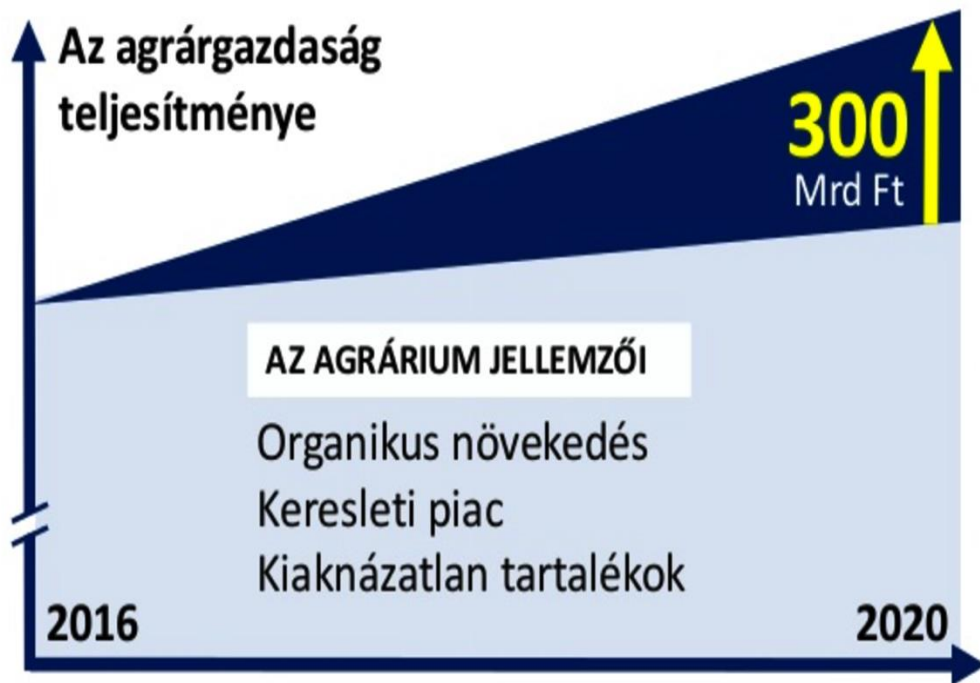 Az agrárgazdaság
teljesítménye
300
Mrd Ft
AZ AGRÁRIUM JELLEMZŐI
Organikus növekedés
Keresleti piac
Kiaknázatlan tartalékok
2016
2020